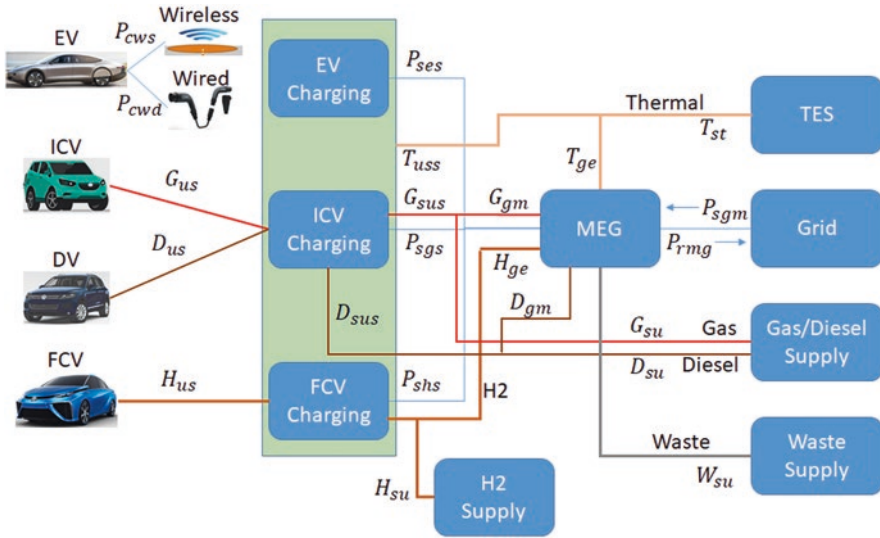 EV
Wireless
P_cws
Wired
P_cwd
EV
Charging
P_ses
Thermal
TES
T_st
T_uss
T_ge
ICV
G_us
D_us
ICV
Charging
G_sus
G_gm
P_sgs
MEG
P_sgm
P_rmg
Grid
H_ge
DV
D_sus
D_gm
G_su
Gas
D_su
Diesel
Gas/Diesel
Supply
FCV
H_us
FCV
Charging
P_shs
H2
Waste
W_su
Waste
Supply
H_su
H2
Supply